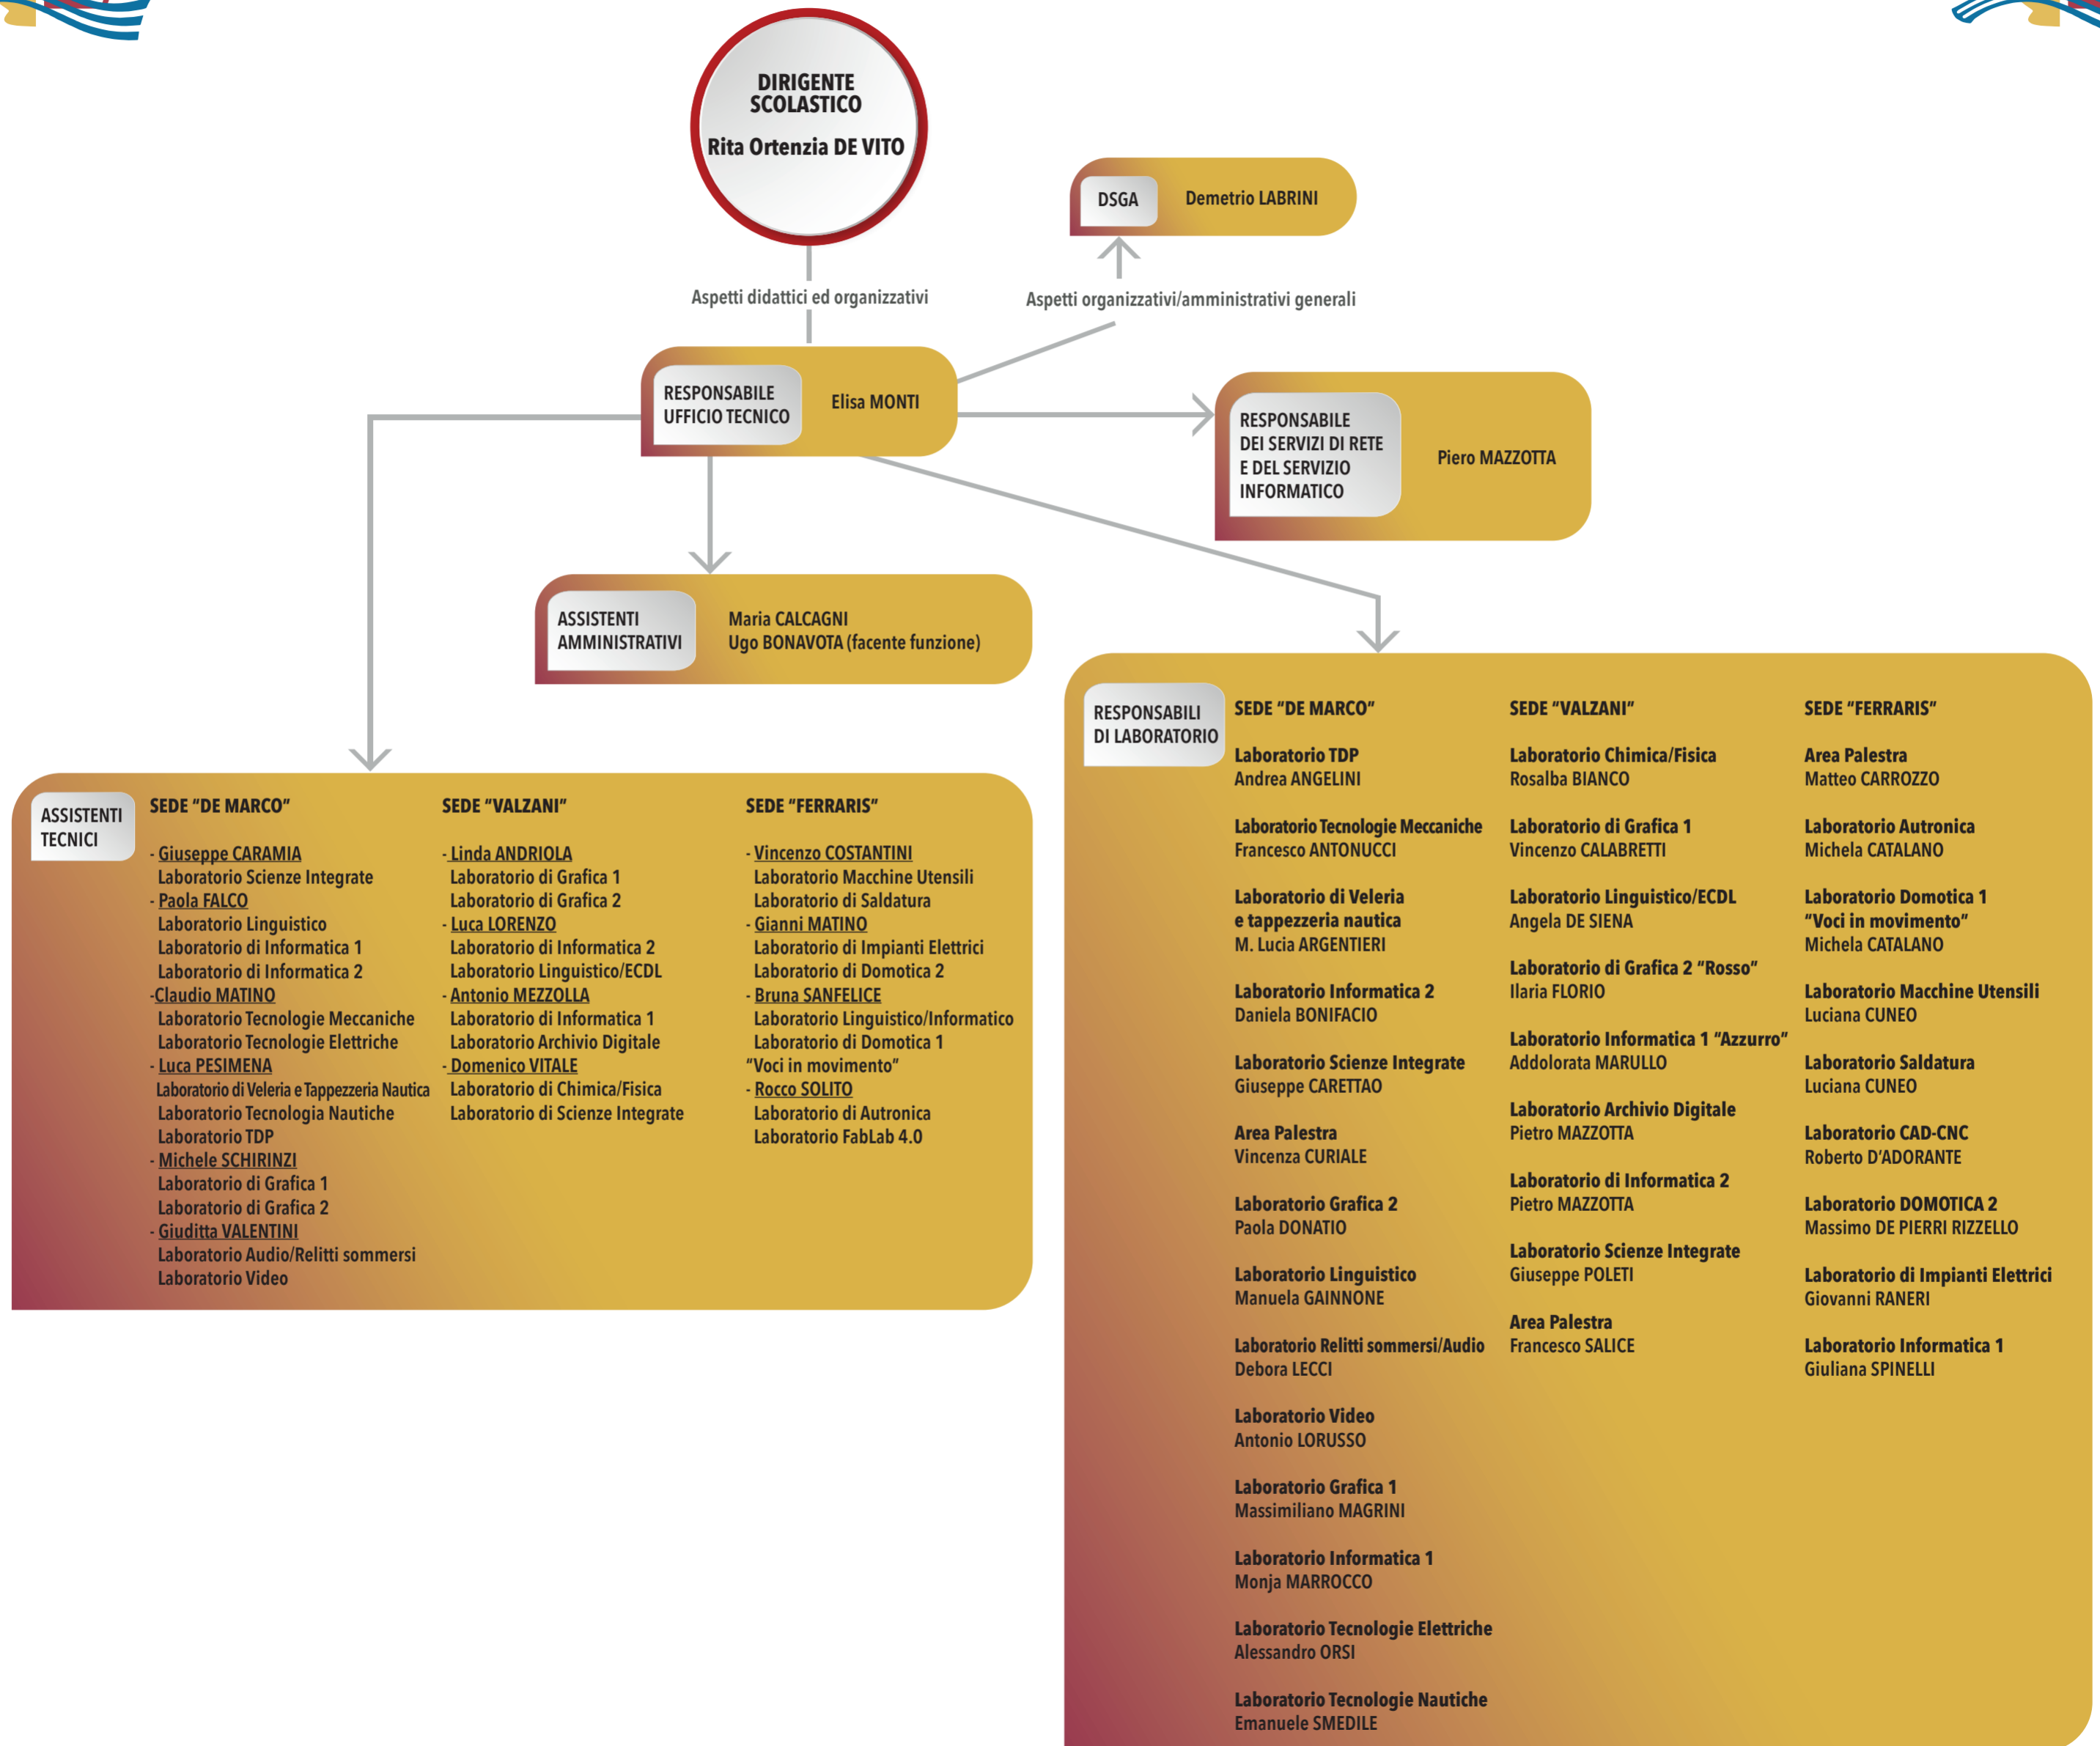 DIRIGENTE
SCOLASTICO
Rita Ortenzia DE VITO
DSGA
Demetrio LABRINI
Aspetti didattici ed organizzativi
Aspetti organizzativi/amministrativi generali
RESPONSABILE
UFFICIO TECNICO
Elisa MONTI
RESPONSABILE
DEI SERVIZI DI RETE
E DEL SERVIZIO
INFORMATICO
Piero MAZZOTTA
ASSISTENTI
AMMINISTRATIVI
Maria CALCAGNI
Ugo BONAVOTA (facente funzione)
ASSISTENTI
TECNICI
SEDE “DE MARCO”
- Giuseppe CARAMIA
Laboratorio Scienze Integrate
- Paola FALCO
Laboratorio Linguistico
Laboratorio di Informatica 1
Laboratorio di Informatica 2
-Claudio MATINO
Laboratorio Tecnologie Meccaniche
Laboratorio Tecnologie Elettriche
- Luca PESIMENA
Laboratorio di Veleria e Tappezzeria Nautica
Laboratorio Tecnologia Nautiche
Laboratorio TDP
- Michele SCHIRINZI
Laboratorio di Grafica 1
Laboratorio di Grafica 2
- Giuditta VALENTINI
Laboratorio Audio/Relitti sommersi
Laboratorio Video
SEDE “VALZANI”
- Linda ANDRIOLA
Laboratorio di Grafica 1
Laboratorio di Grafica 2
- Luca LORENZO
Laboratorio di Informatica 2
Laboratorio Linguistico/ECDL
- Antonio MEZZOLLA
Laboratorio di Informatica 1
Laboratorio Archivio Digitale
- Domenico VITALE
Laboratorio di Chimica/Fisica
Laboratorio di Scienze Integrate
SEDE “FERRARIS”
- Vincenzo COSTANTINI
Laboratorio Macchine Utensili
Laboratorio di Saldatura
- Gianni MATINO
Laboratorio di Impianti Elettrici
Laboratorio di Domotica 2
- Bruna SANFELICE
Laboratorio Linguistico/Informatico
Laboratorio di Domotica 1
“Voci in movimento”
- Rocco SOLITO
Laboratorio di Autronica
Laboratorio FabLab 4.0
RESPONSABILI
DI LABORATORIO
SEDE “DE MARCO”
Laboratorio TDP
Andrea ANGELINI
Laboratorio Tecnologie Meccaniche
Francesco ANTONUCCI
Laboratorio di Veleria
e tappezzeria nautica
M. Lucia ARGENTIERI
Laboratorio Informatica 2
Daniela BONIFACIO
Laboratorio Scienze Integrate
Giuseppe CARETTAO
Area Palestra
Vincenza CURIALE
Laboratorio Grafica 2
Paola DONATIO
Laboratorio Linguistico
Manuela GAINNONE
Laboratorio Relitti sommersi/Audio
Debora LECCI
Laboratorio Video
Antonio LORUSSO
Laboratorio Grafica 1
Massimiliano MAGRINI
Laboratorio Informatica 1
Monja MARROCCO
Laboratorio Tecnologie Elettriche
Alessandro ORSI
Laboratorio Tecnologie Nautiche
Emanuele SMEDILE
SEDE “VALZANI”
Laboratorio Chimica/Fisica
Rosalba BIANCO
Laboratorio di Grafica 1
Vincenzo CALABRETTI
Laboratorio Linguistico/ECDL
Angela DE SIENA
Laboratorio di Grafica 2 “Rosso”
Ilaria FLORIO
Laboratorio Informatica 1 “Azzurro”
Addolorata MARULLO
Laboratorio Archivio Digitale
Pietro MAZZOTTA
Laboratorio di Informatica 2
Pietro MAZZOTTA
Laboratorio Scienze Integrate
Giuseppe POLETI
Area Palestra
Francesco SALICE
SEDE “FERRARIS”
Area Palestra
Matteo CARROZZO
Laboratorio Autronica
Michela CATALANO
Laboratorio Domotica 1
“Voci in movimento”
Michela CATALANO
Laboratorio Macchine Utensili
Luciana CUNEO
Laboratorio Saldatura
Luciana CUNEO
Laboratorio CAD-CNC
Roberto D’ADORANTE
Laboratorio DOMOTICA 2
Massimo DE PIERRI RIZZELLO
Laboratorio di Impianti Elettrici
Giovanni RANERI
Laboratorio Informatica 1
Giuliana SPINELLI